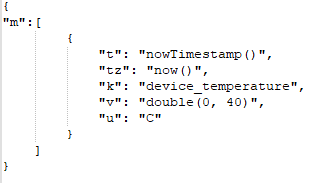 {
"m":[
{
"t": "nowTimestamp()",
"tz": "now()",
"k": "device_temperature",
"v": "double(0, 40)",
"u": "C"
}
]
}